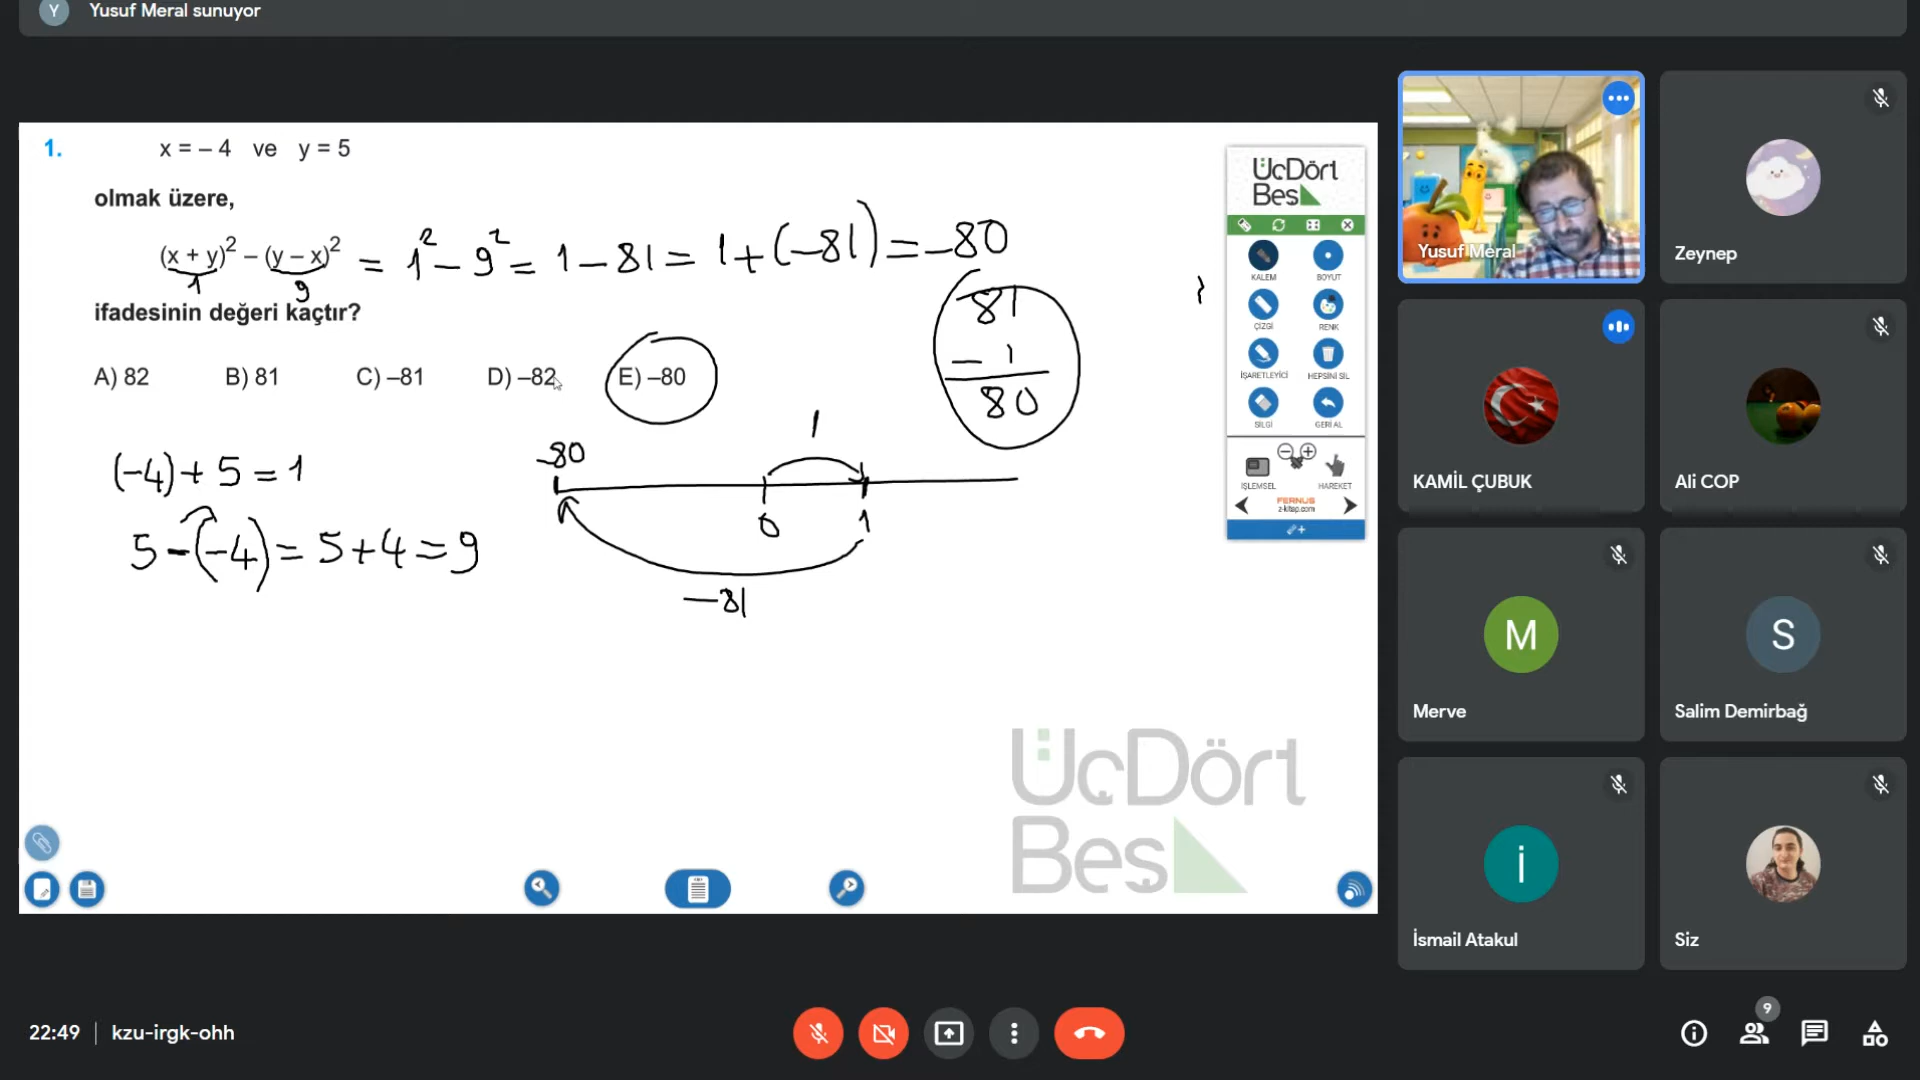 Y Yusuf Meral sunuyor
1. x = – 4 ve y = 5
olmak üzere,
(x + y)² – (y – x)² = 1² – 9² = 1 – 81 = 1 + (–81) = –80
1 9
ifadesinin değeri kaçtır?
A) 82 B) 81 C) –81 D) –82 E) –80
81
– 1
80
(-4) + 5 = 1
5 – (–4) = 5 + 4 = 9
1
-80
0 1
–81
ÜçDört
Beş
KALEM BOYUT
ÇİZGİ RENK
İŞARETLEYİCİ HEPSİNİ SİL
SİLGİ GERİ AL
İŞLEMSEL HAREKET
FERNUS
z-kitap.com
ÜçDört
Beş
Yusuf Meral
Zeynep
KAMİL ÇUBUK
Ali COP
M
Merve
S
Salim Demirbağ
İ
İsmail Atakul
Siz
22:49 | kzu-irgk-ohh
9